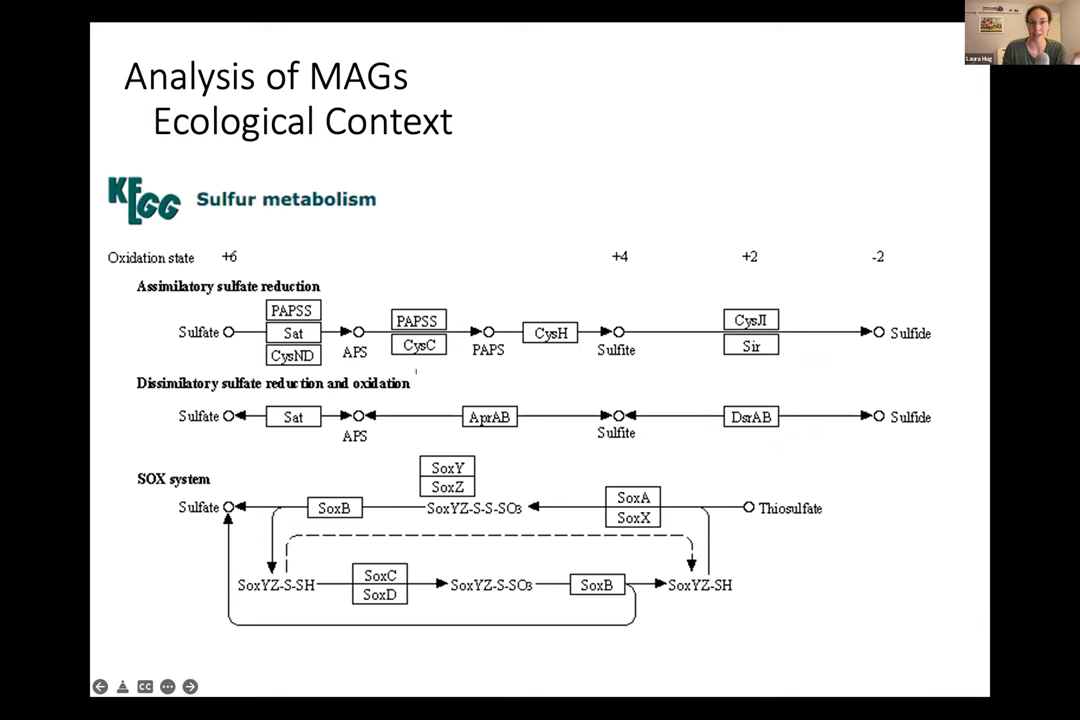 Laura Hug
Analysis of MAGs
Ecological Context
KEGG Sulfur metabolism
Oxidation state +6 +4 +2 -2
Assimilatory sulfate reduction
PAPSS
PAPSS
CysJI
Sulfate Sat CysH Sulfide
CysND APS CysC PAPS Sulfite Sir
Dissimilatory sulfate reduction and oxidation
Sulfate Sat AprAB DsrAB Sulfide
APS Sulfite
SOX system
SoxY
SoxZ
SoxA
Sulfate SoxB SoxYZ-S-S-SO3 Thiosulfate
SoxX
SoxC
SoxYZ-S-SH SoxYZ-S-SO3 SoxB SoxYZ-SH
SoxD
CC